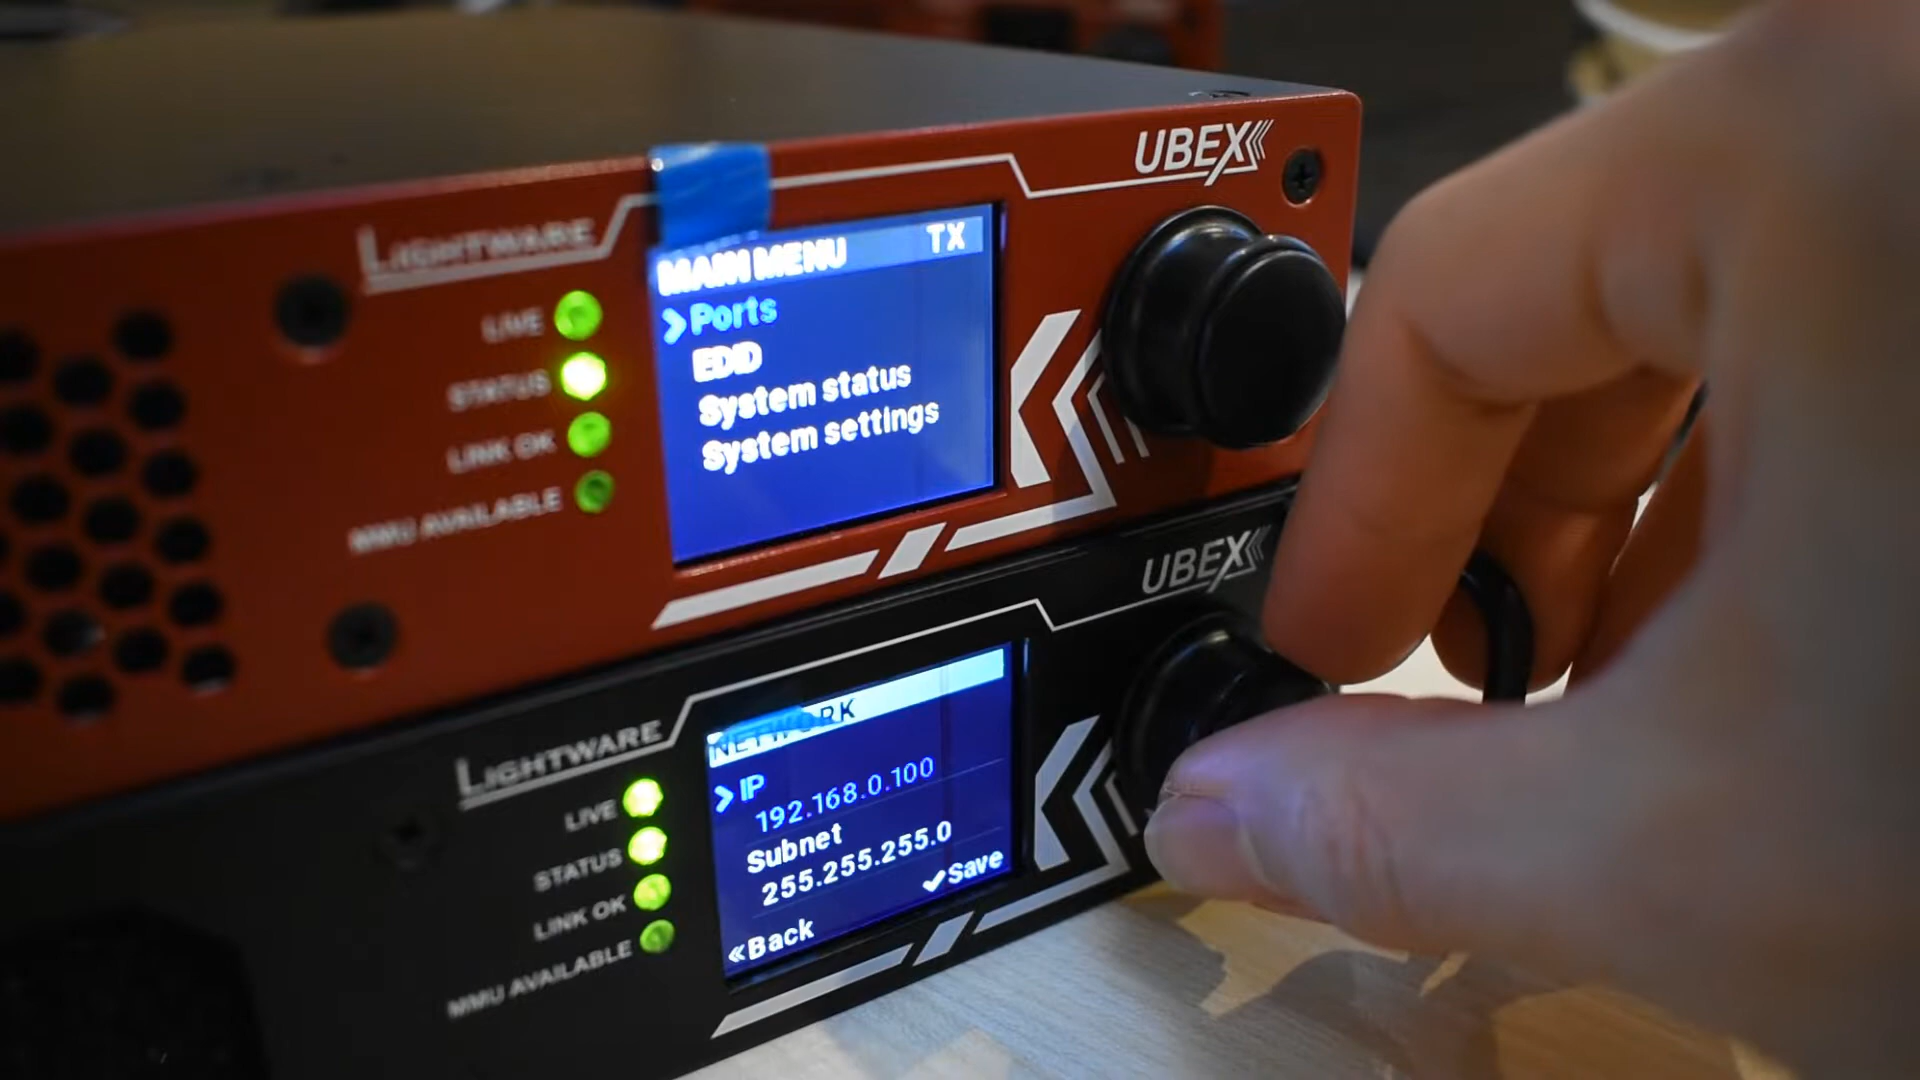 UBEX
LIGHTWARE
LIVE
STATUS
LINK OK
MMU AVAILABLE
MAIN MENU TX
Ports
EDID
System status
System settings
UBEX
LIGHTWARE
LIVE
STATUS
LINK OK
MMU AVAILABLE
NETWORK
IP
192.168.0.100
Subnet
255.255.255.0
Save
Back